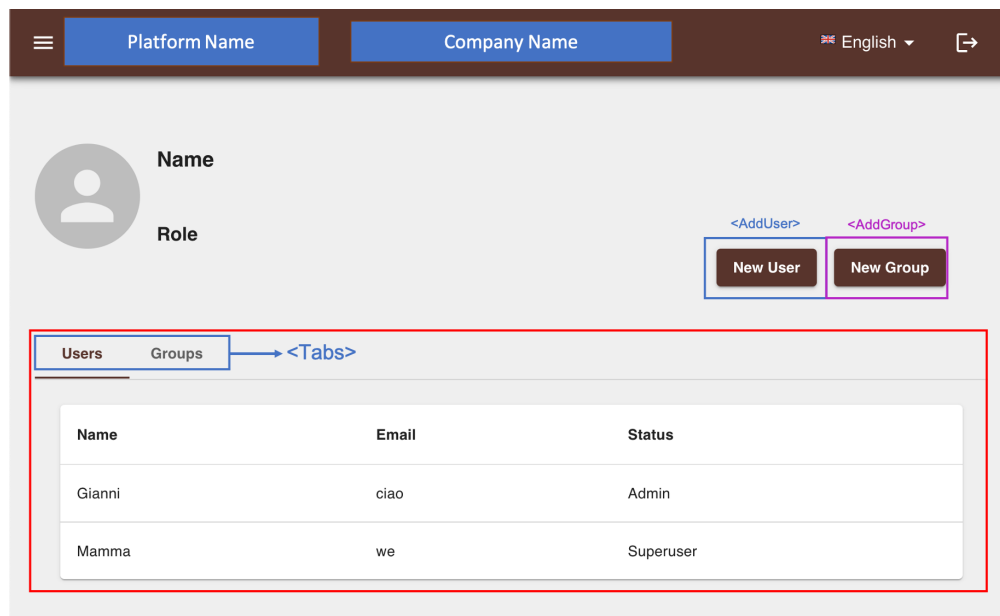 Platform Name
Company Name
English
Name
Role
<AddUser>
<AddGroup>
New User
New Group
Users
Groups
<Tabs>
Name Email Status
Gianni ciao Admin
Mamma we Superuser